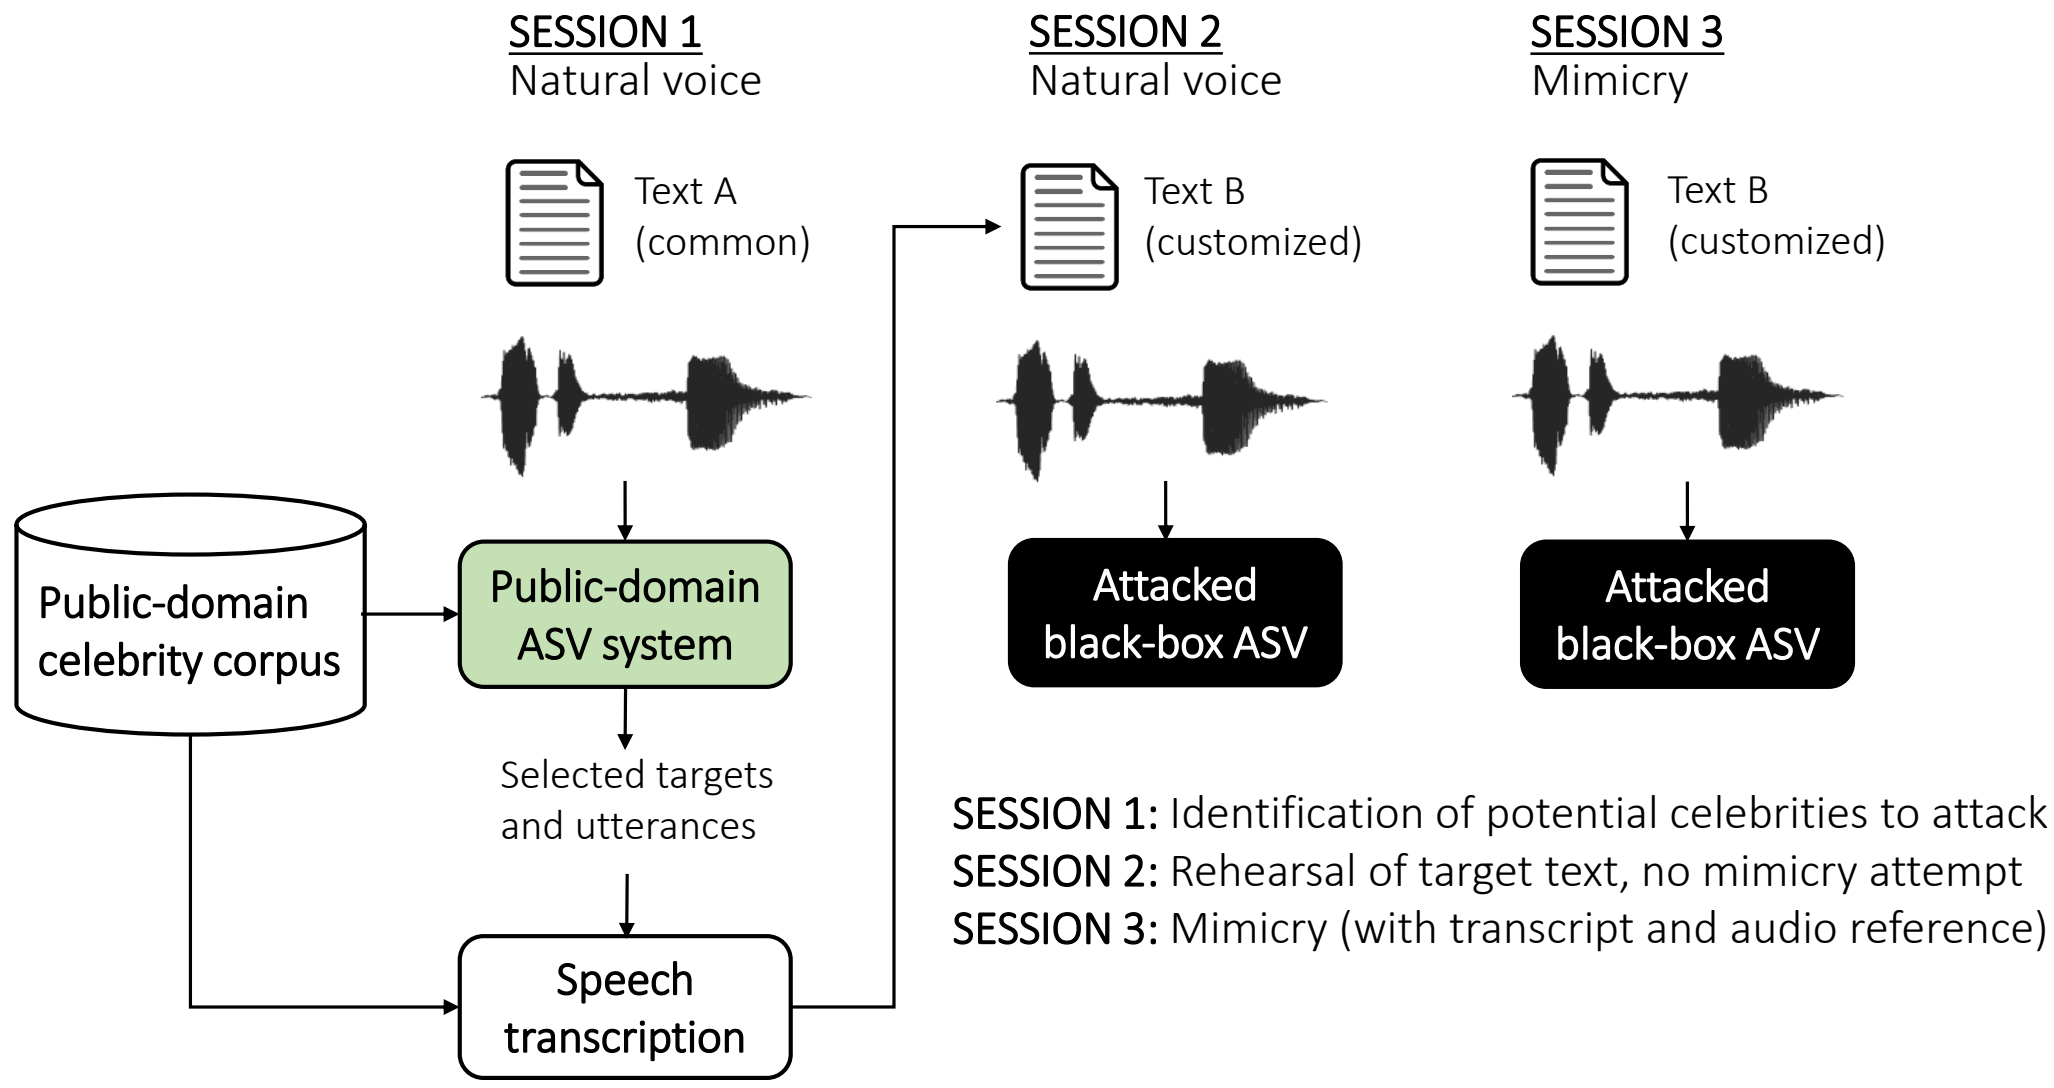 SESSION 1
Natural voice
SESSION 2
Natural voice
SESSION 3
Mimicry
Text A
(common)
Text B
(customized)
Text B
(customized)
Public-domain
celebrity corpus
Public-domain
ASV system
Attacked
black-box ASV
Attacked
black-box ASV
Selected targets
and utterances
Speech
transcription
SESSION 1: Identification of potential celebrities to attack
SESSION 2: Rehearsal of target text, no mimicry attempt
SESSION 3: Mimicry (with transcript and audio reference)